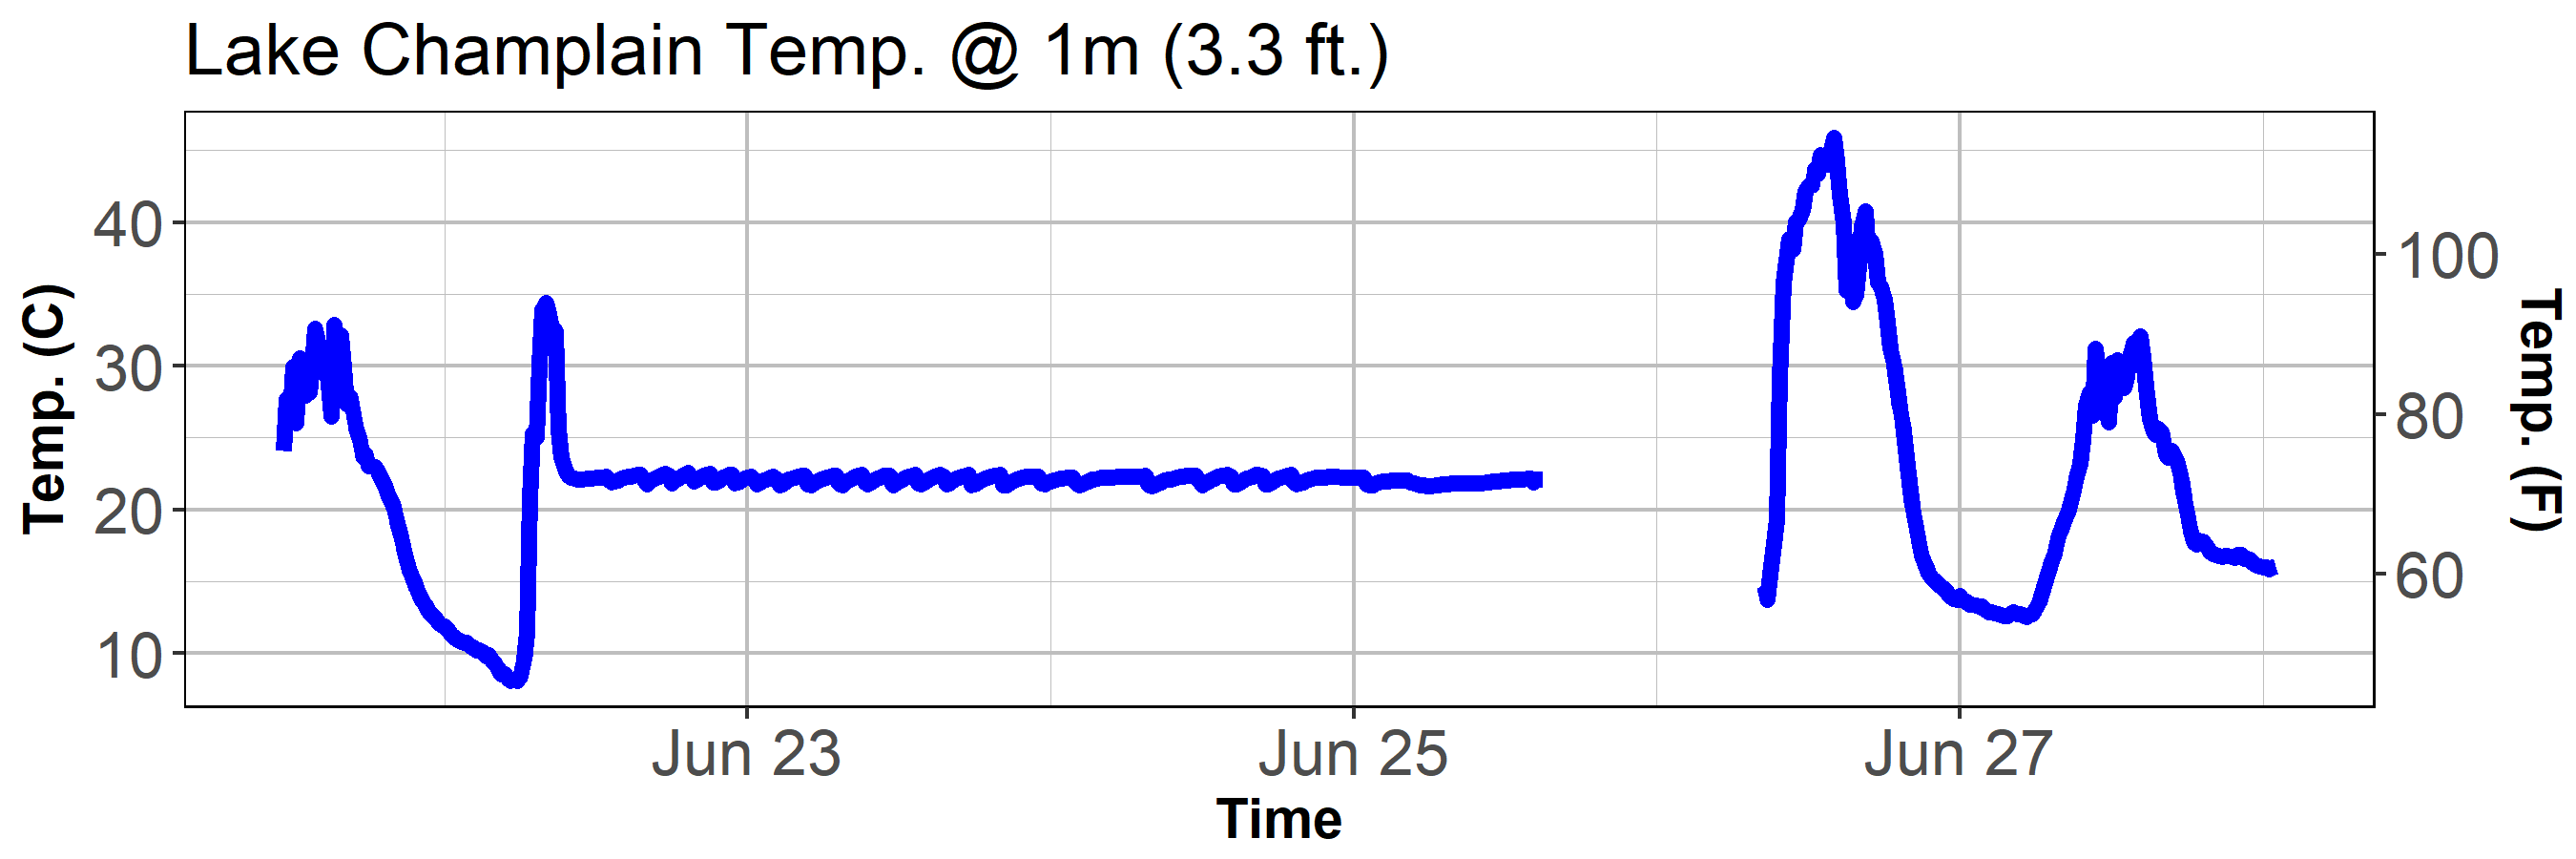 Lake Champlain Temp. @ 1m (3.3 ft.)
40
30
20
10
Temp. (C)
100
80
60
Temp. (F)
Jun 23
Jun 25
Jun 27
Time